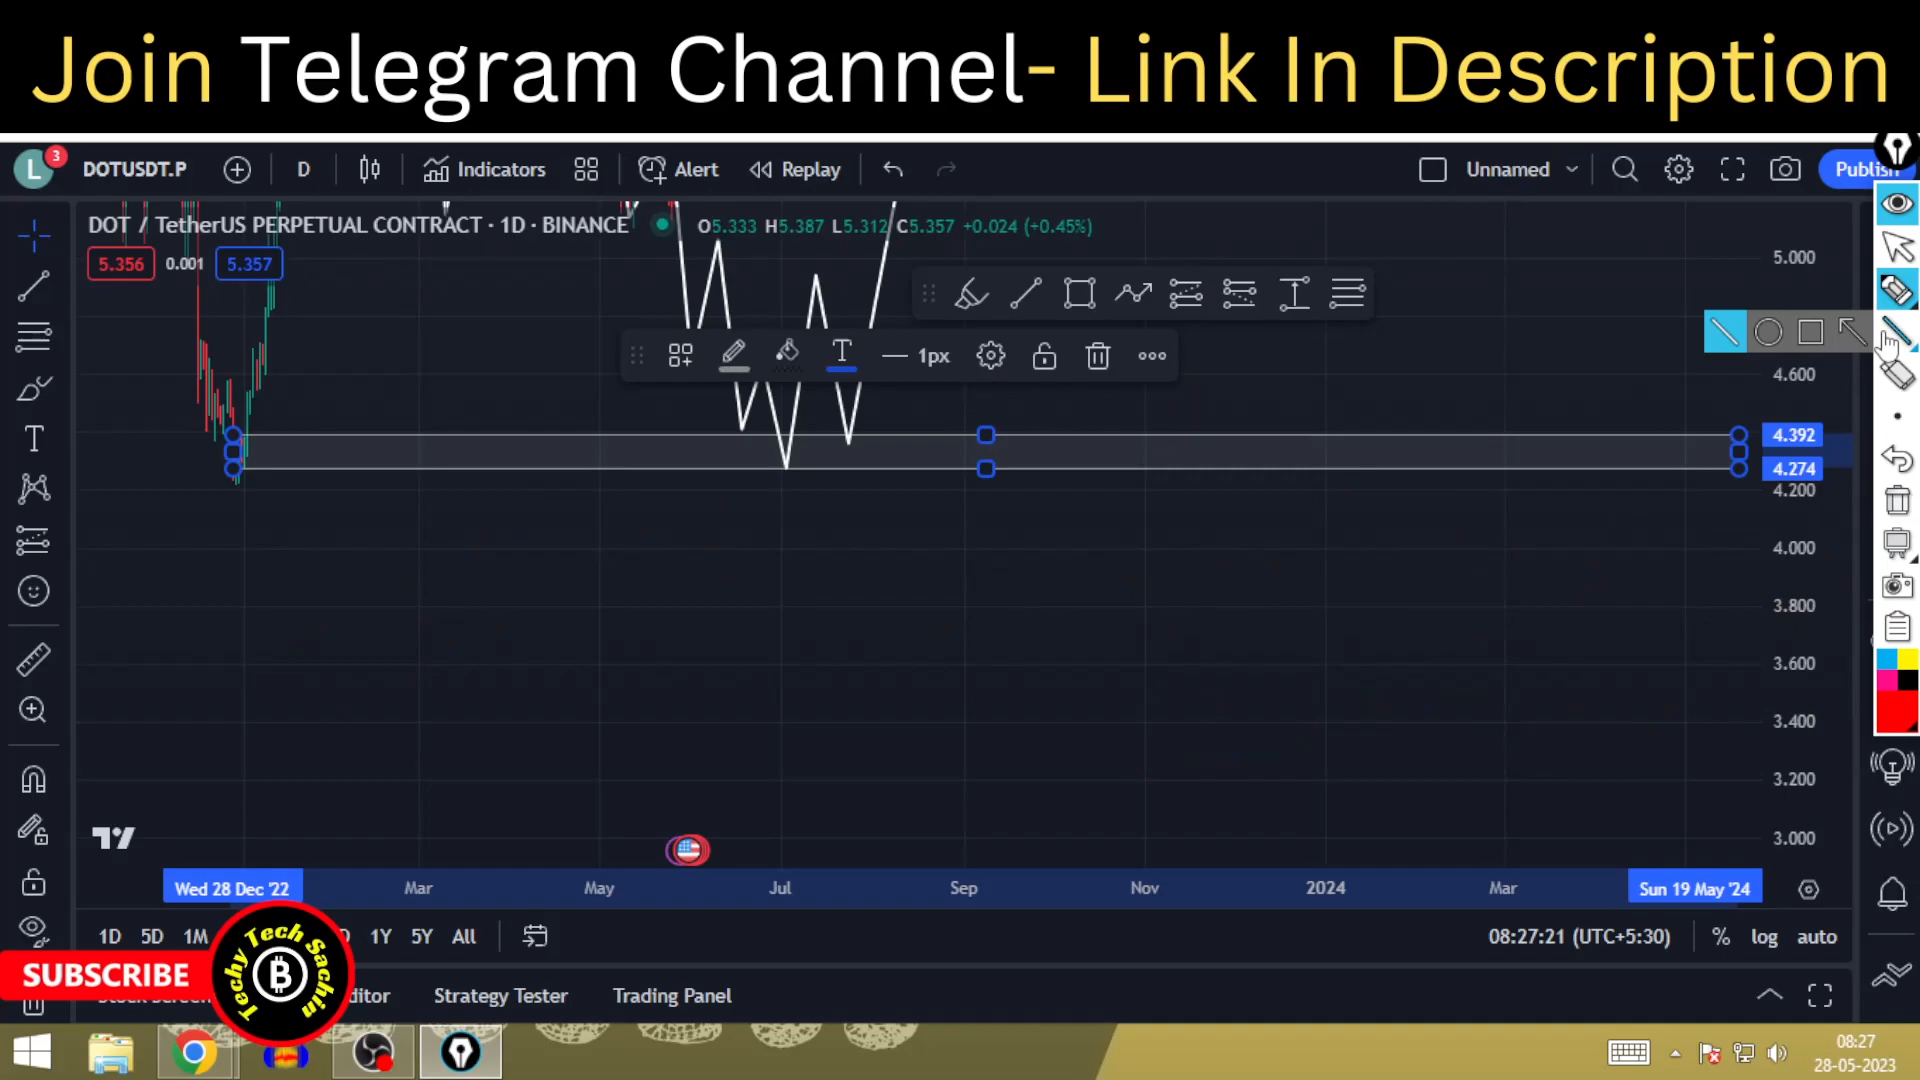 Join Telegram Channel- Link In Description
L 3 DOTUSDT.P D Indicators Alert Replay Unnamed Publish
DOT / TetherUS PERPETUAL CONTRACT · 1D · BINANCE O5.333 H5.387 L5.312 C5.357 +0.024 (+0.45%)
5.356 0.001 5.357
5.000
T 1px
4.600
4.392
4.274
4.200
4.000
3.800
3.600
3.400
3.200
3.000
Wed 28 Dec '22 Mar May Jul Sep Nov 2024 Mar Sun 19 May '24
1D 5D 1M 1Y 5Y All 08:27:21 (UTC+5:30) % log auto
SUBSCRIBE
Techy Tech Sachin
Strategy Tester Trading Panel
08:27
28-05-2023